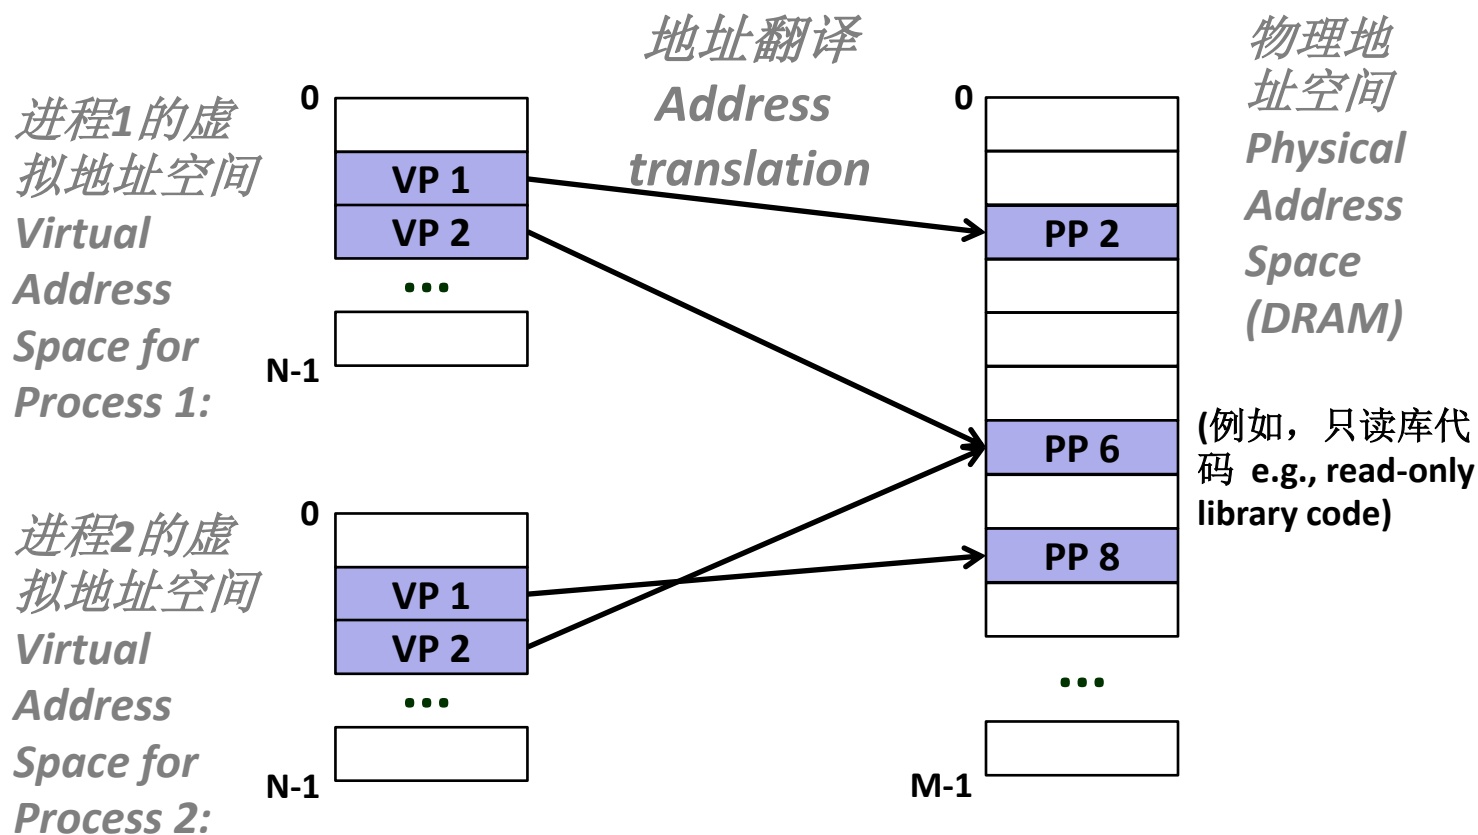 地址翻译
Address
translation
物理地
址空间
Physical
Address
Space
(DRAM)
进程1的虚
拟地址空间
Virtual
Address
Space for
Process 1:
0
VP 1
VP 2
...
N-1
进程2的虚
拟地址空间
Virtual
Address
Space for
Process 2:
0
VP 1
VP 2
...
N-1
0
PP 2
PP 6
PP 8
...
M-1
(例如，只读库代
码 e.g., read-only
library code)